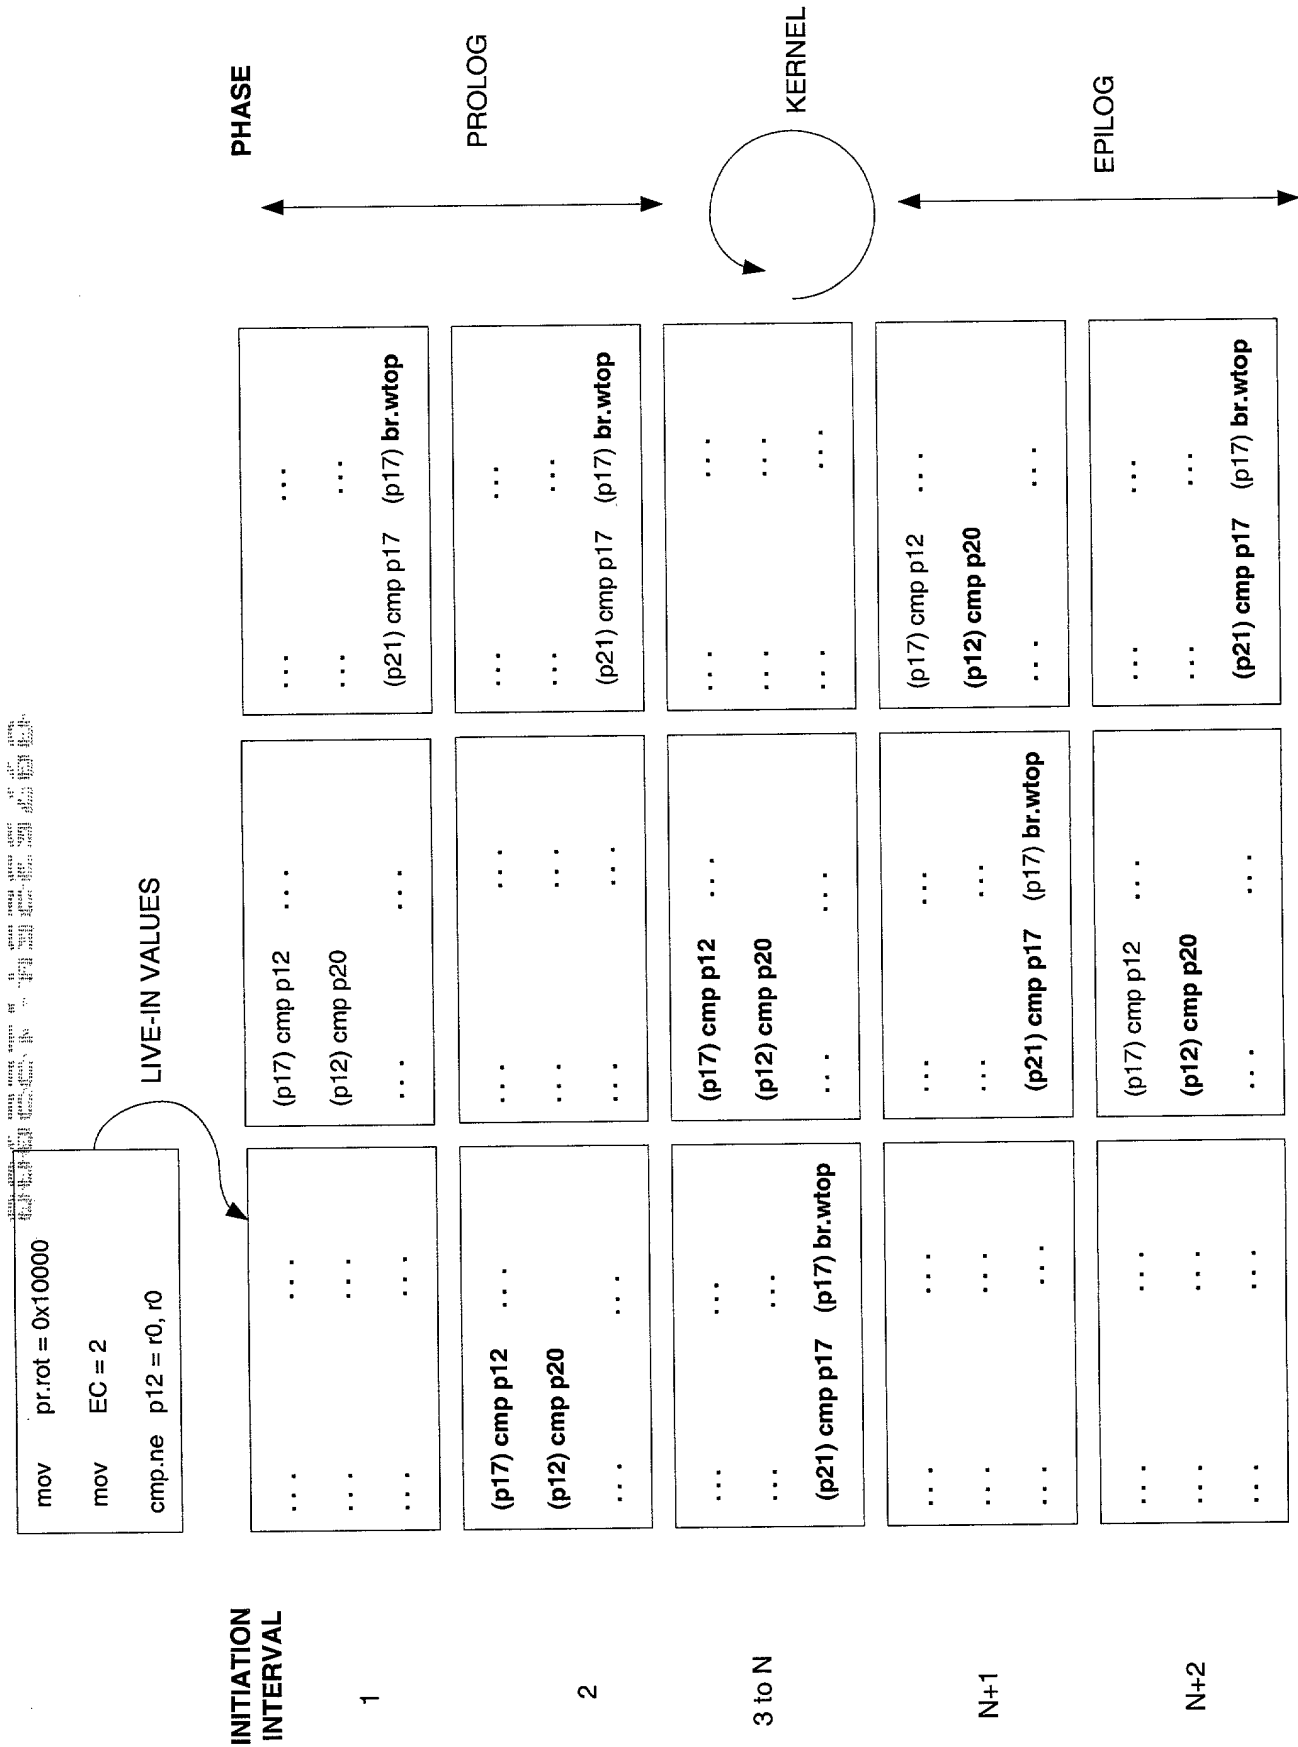 mov pr.rot = 0x10000
mov EC = 2
cmp.ne p12 = r0, r0
LIVE-IN VALUES
INITIATION
INTERVAL
PHASE
1
... ...
... ...
... ...
(p17) cmp p12 ...
(p12) cmp p20
... ...
... ...
... ...
(p21) cmp p17 (p17) br.wtop
PROLOG
2
(p17) cmp p12 ...
(p12) cmp p20
... ...
... ...
... ...
... ...
... ...
... ...
(p21) cmp p17 (p17) br.wtop
3 to N
... ...
... ...
(p21) cmp p17 (p17) br.wtop
(p17) cmp p12 ...
(p12) cmp p20
... ...
... ...
... ...
... ...
KERNEL
N+1
... ...
... ...
... ...
... ...
... ...
(p21) cmp p17 (p17) br.wtop
(p17) cmp p12 ...
(p12) cmp p20
... ...
EPILOG
N+2
... ...
... ...
... ...
(p17) cmp p12 ...
(p12) cmp p20
... ...
... ...
... ...
(p21) cmp p17 (p17) br.wtop